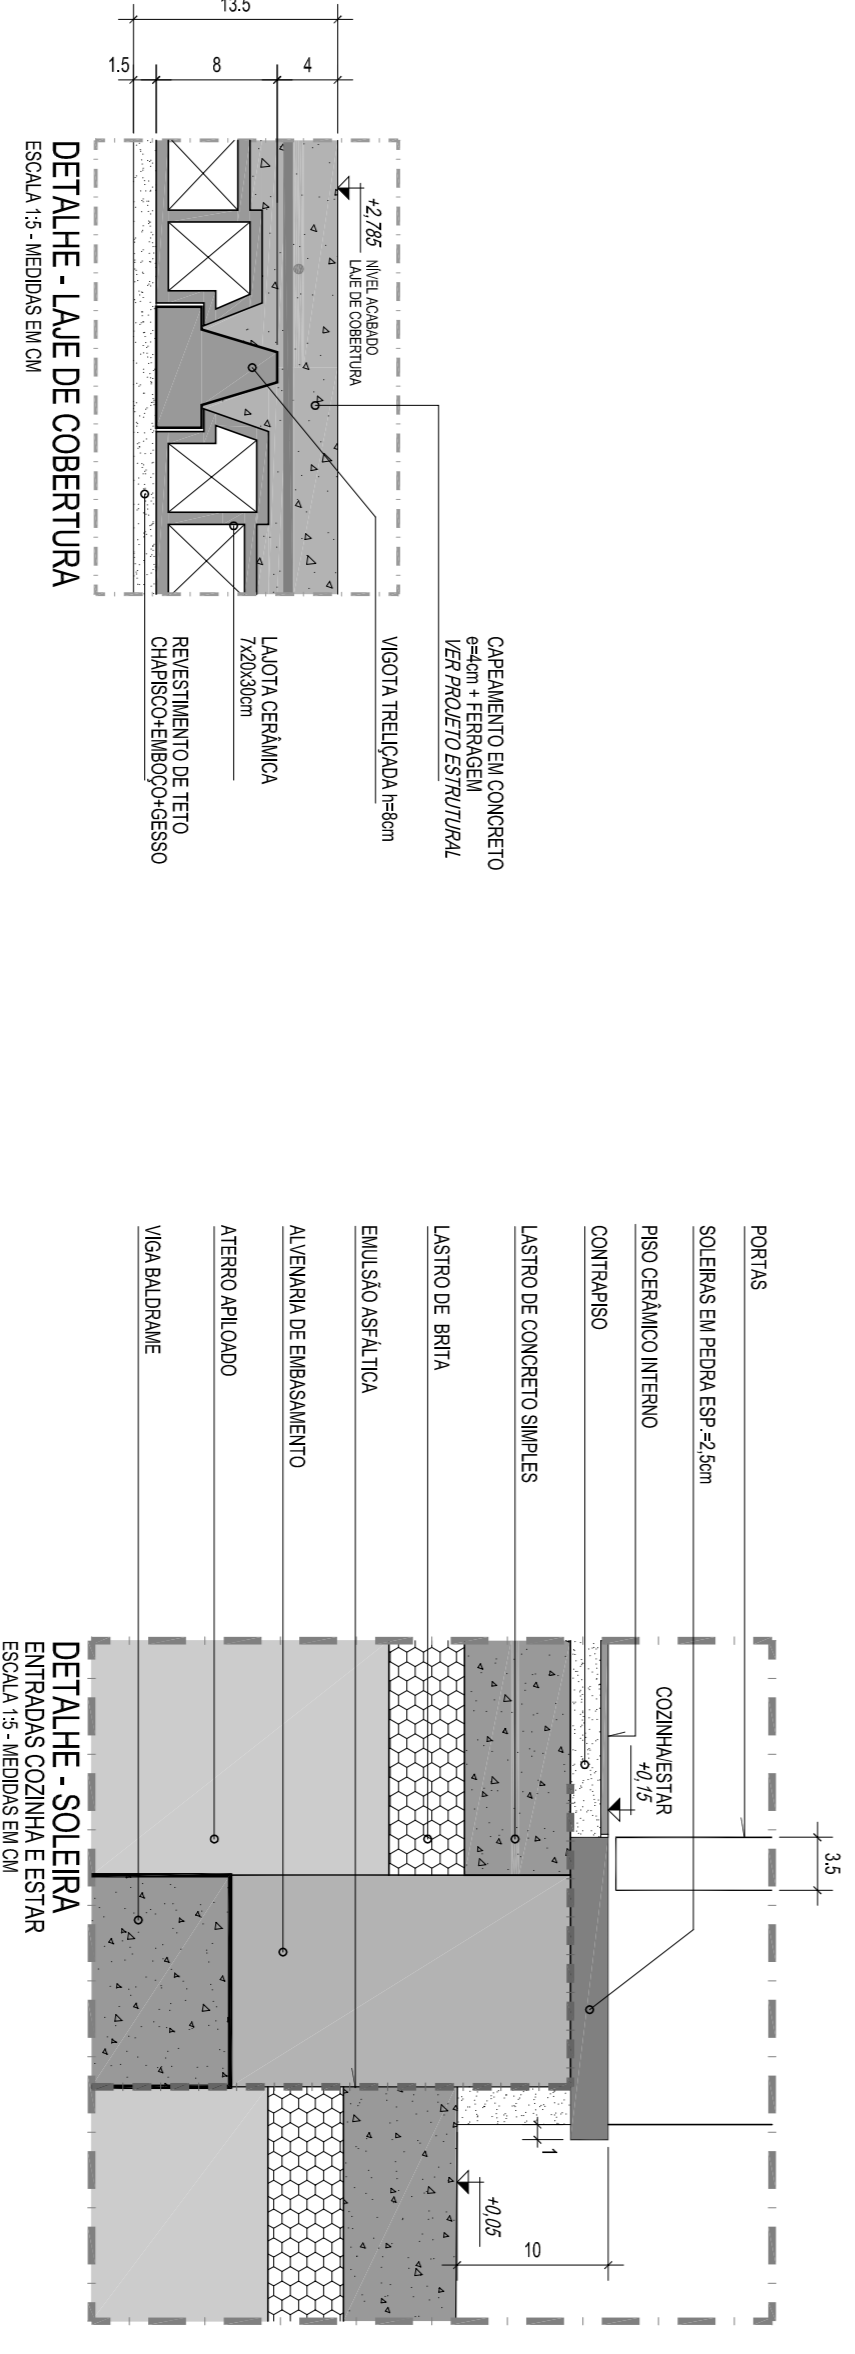 13.5
1.5
8
4
+2,785
NÍVEL ACABADO
LAJE DE COBERTURA
CAPEAMENTO EM CONCRETO
e=4cm + FERRAGEM
VER PROJETO ESTRUTURAL
VIGOTA TRELIÇADA h=8cm
LAJOTA CERÂMICA
7x20x30cm
REVESTIMENTO DE TETO
CHAPISCO+EMBOÇO+GESSO
DETALHE - LAJE DE COBERTURA
ESCALA 1:5 - MEDIDAS EM CM
PORTAS
SOLEIRAS EM PEDRA ESP.=2,5cm
PISO CERÂMICO INTERNO
CONTRAPISO
LASTRO DE CONCRETO SIMPLES
LASTRO DE BRITA
EMULSÃO ASFÁLTICA
ALVENARIA DE EMBASAMENTO
ATERRO APILOADO
VIGA BALDRAME
3.5
COZINHA/ESTAR
+0,15
1
+0,05
10
DETALHE - SOLEIRA
ENTRADAS COZINHA E ESTAR
ESCALA 1:5 - MEDIDAS EM CM